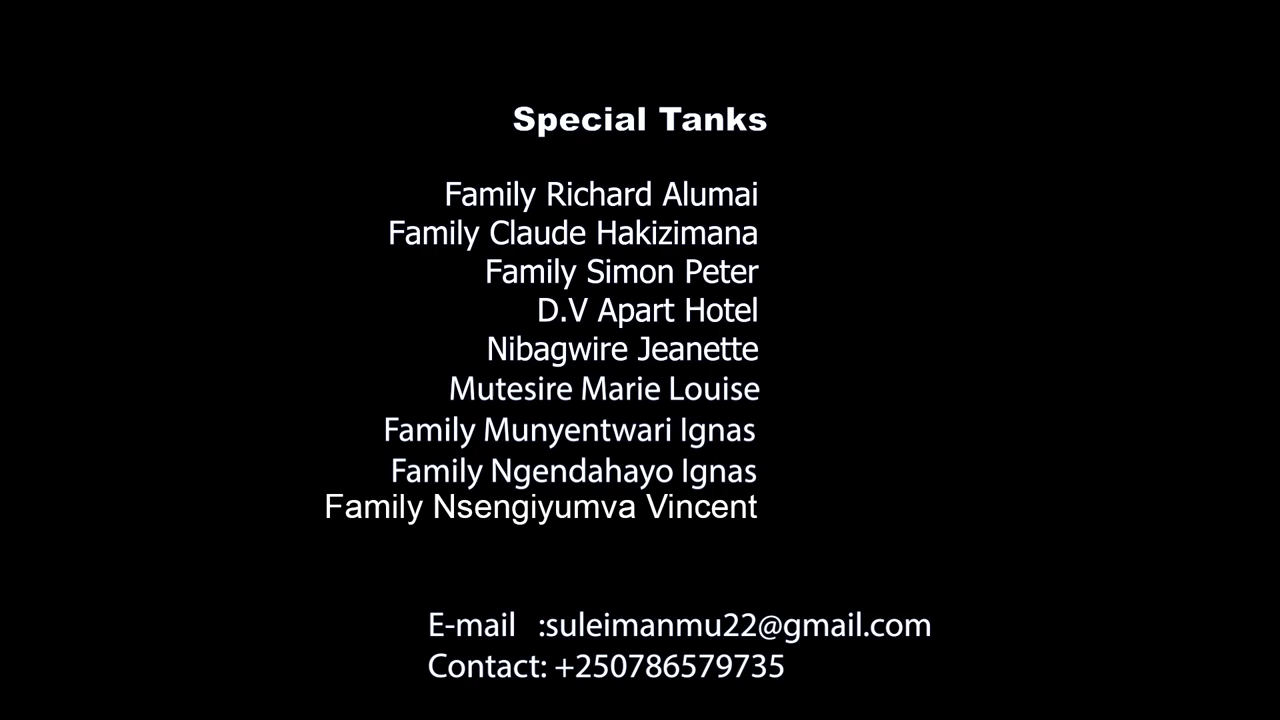 Special Tanks
Family Richard Alumai
Family Claude Hakizimana
Family Simon Peter
D.V Apart Hotel
Nibagwire Jeanette
Mutesire Marie Louise
Family Munyentwari Ignas
Family Ngendahayo Ignas
Family Nsengiyumva Vincent
E-mail :suleimanmu22@gmail.com
Contact: +250786579735